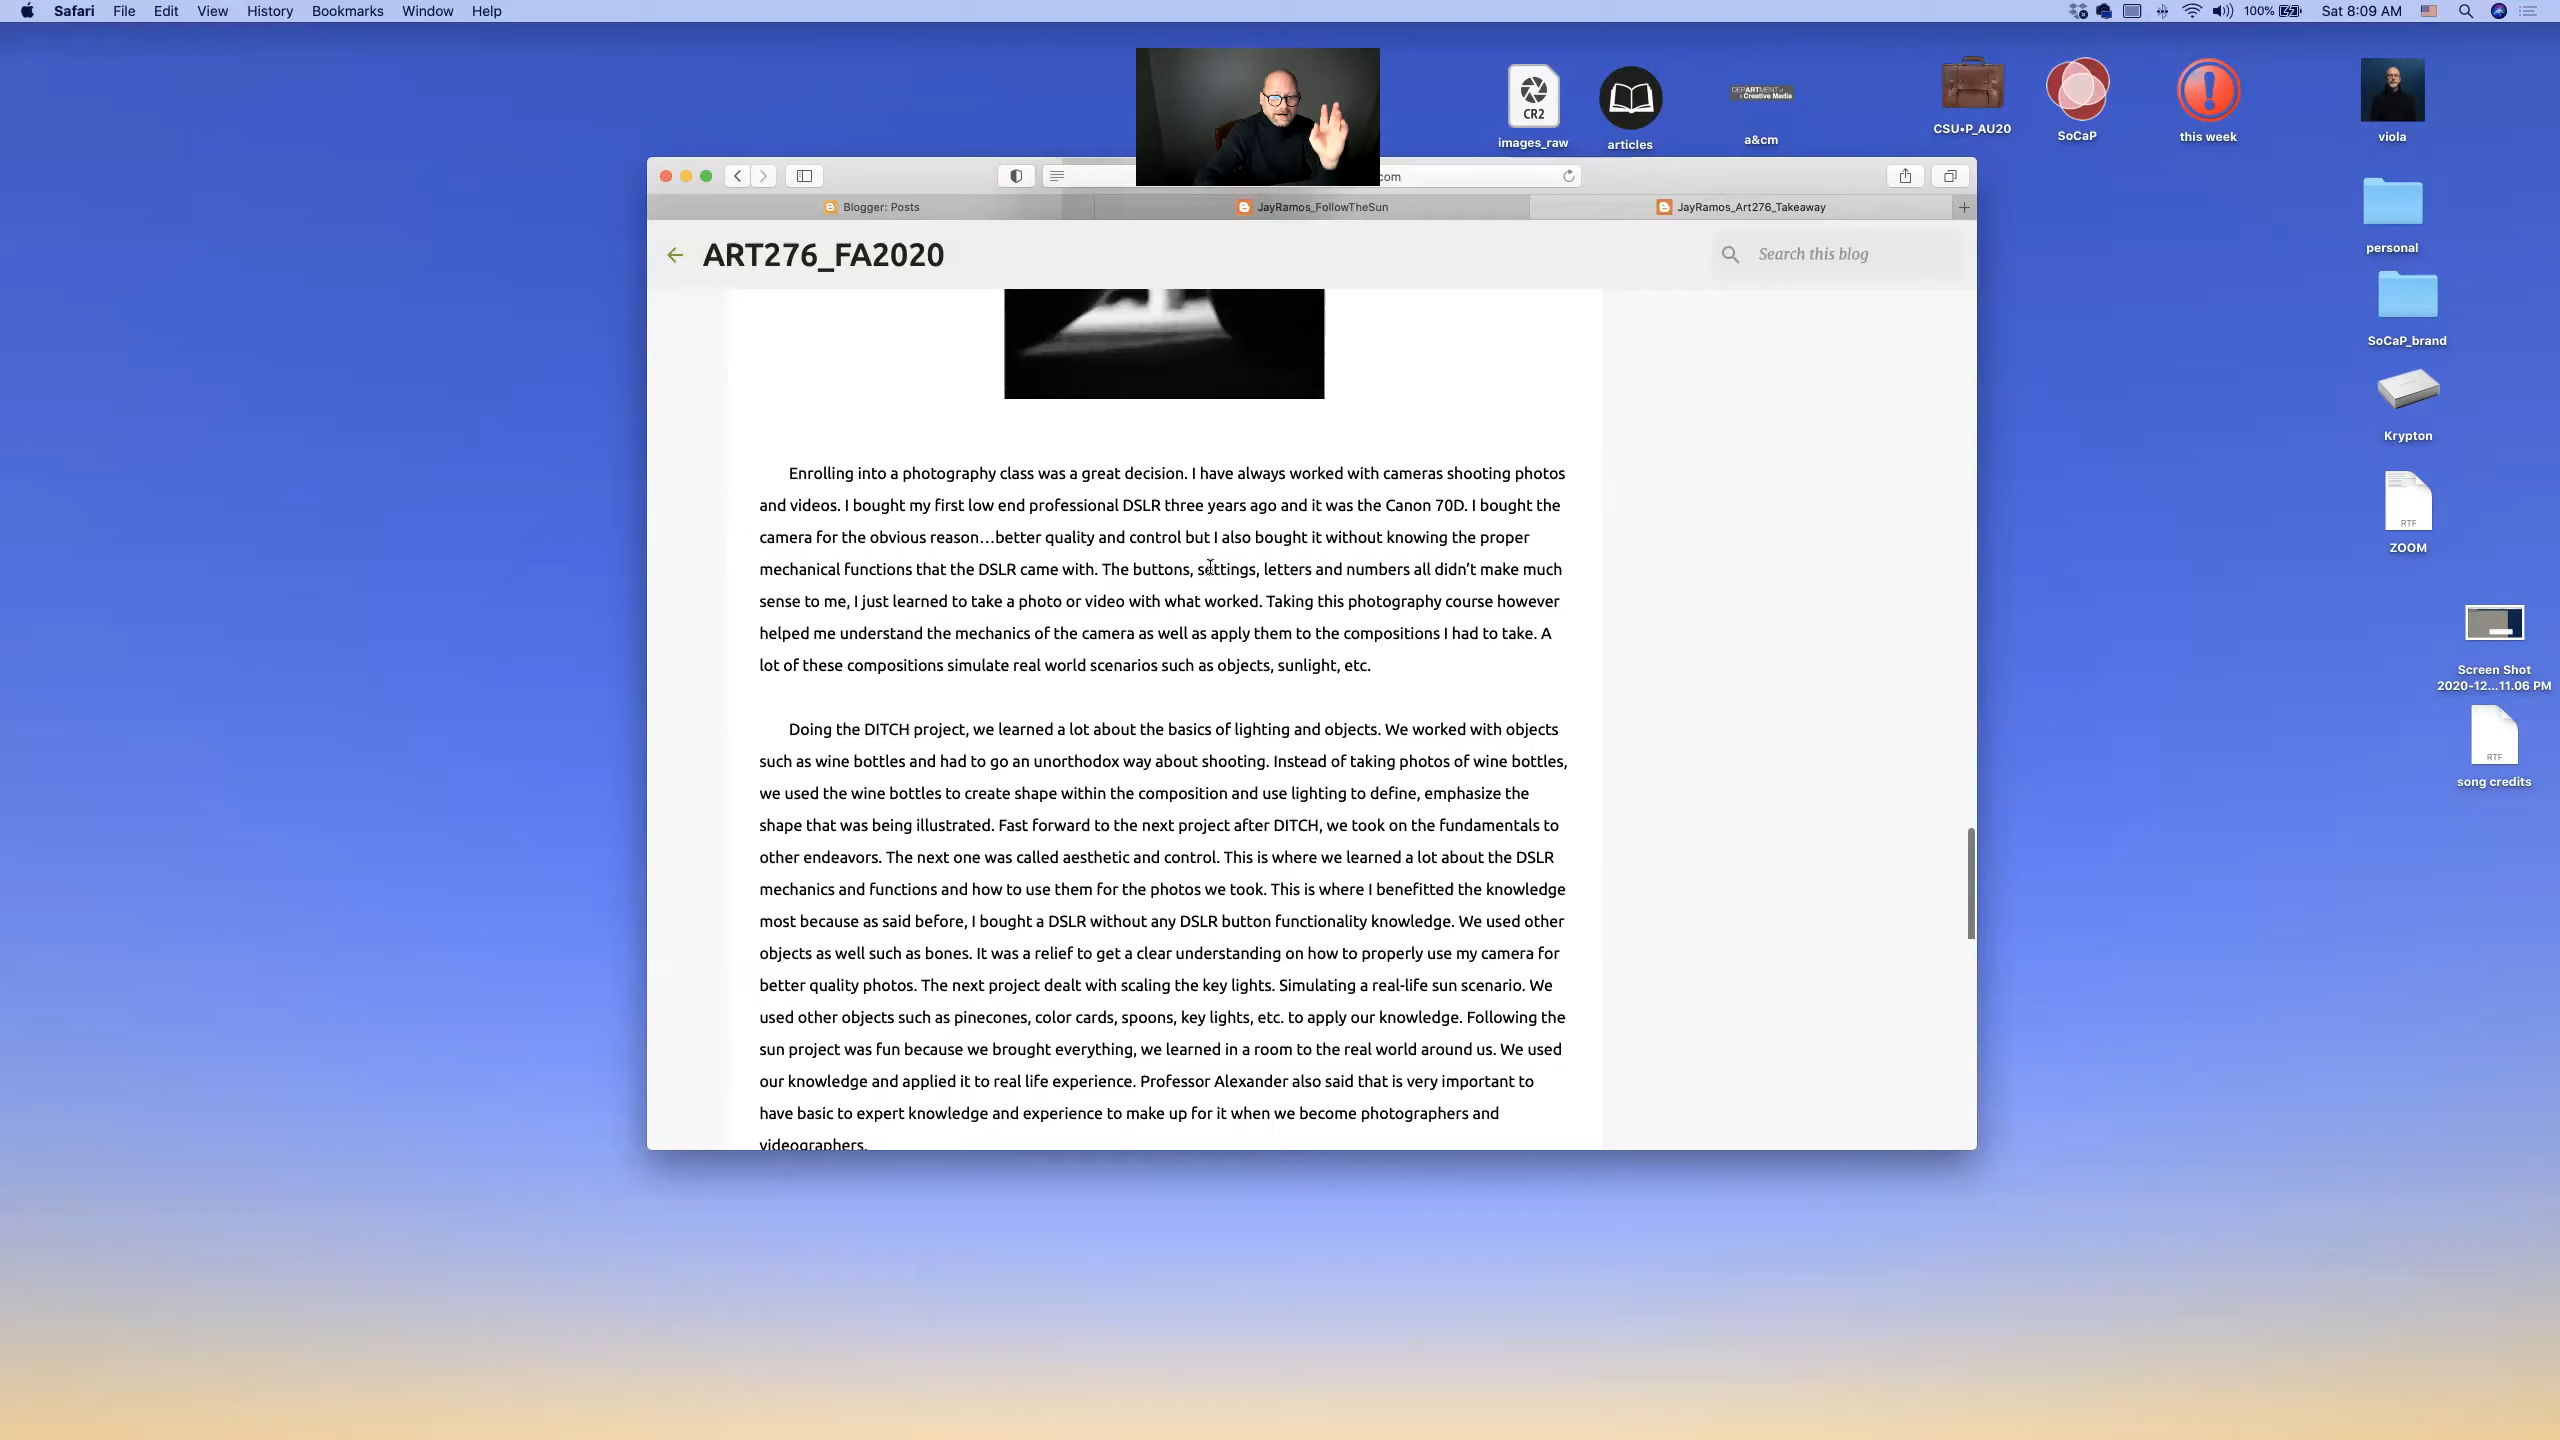 Safari File Edit View History Bookmarks Window Help
100% Sat 8:09 AM
CR2
images_raw
articles
DEPARTMENT of
Creative Media
a&cm
CSU•P_AU20
SoCaP
this week
viola
personal
SoCaP_brand
Krypton
RTF
ZOOM
Screen Shot
2020-12...11.06 PM
RTF
song credits
com
Blogger: Posts
JayRamos_FollowTheSun
JayRamos_Art276_Takeaway
ART276_FA2020
Search this blog
Enrolling into a photography class was a great decision. I have always worked with cameras shooting photos
and videos. I bought my first low end professional DSLR three years ago and it was the Canon 70D. I bought the
camera for the obvious reason…better quality and control but I also bought it without knowing the proper
mechanical functions that the DSLR came with. The buttons, settings, letters and numbers all didn’t make much
sense to me, I just learned to take a photo or video with what worked. Taking this photography course however
helped me understand the mechanics of the camera as well as apply them to the compositions I had to take. A
lot of these compositions simulate real world scenarios such as objects, sunlight, etc.
Doing the DITCH project, we learned a lot about the basics of lighting and objects. We worked with objects
such as wine bottles and had to go an unorthodox way about shooting. Instead of taking photos of wine bottles,
we used the wine bottles to create shape within the composition and use lighting to define, emphasize the
shape that was being illustrated. Fast forward to the next project after DITCH, we took on the fundamentals to
other endeavors. The next one was called aesthetic and control. This is where we learned a lot about the DSLR
mechanics and functions and how to use them for the photos we took. This is where I benefitted the knowledge
most because as said before, I bought a DSLR without any DSLR button functionality knowledge. We used other
objects as well such as bones. It was a relief to get a clear understanding on how to properly use my camera for
better quality photos. The next project dealt with scaling the key lights. Simulating a real-life sun scenario. We
used other objects such as pinecones, color cards, spoons, key lights, etc. to apply our knowledge. Following the
sun project was fun because we brought everything, we learned in a room to the real world around us. We used
our knowledge and applied it to real life experience. Professor Alexander also said that is very important to
have basic to expert knowledge and experience to make up for it when we become photographers and
videographers.